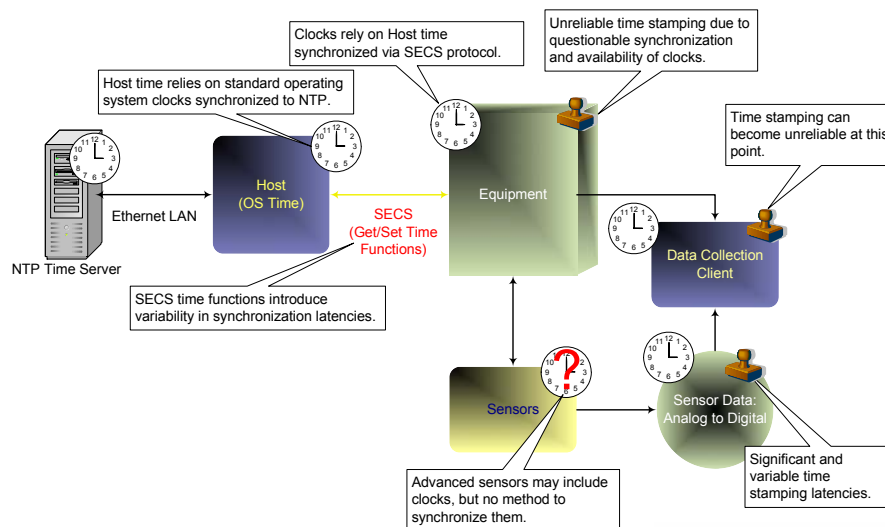 Clocks rely on Host time
synchronized via SECS protocol.
Unreliable time stamping due to
questionable synchronization
and availability of clocks.
Host time relies on standard operating
system clocks synchronized to NTP.
Time stamping can
become unreliable at this
point.
Host
(OS Time)
Equipment
Ethernet LAN
SECS
(Get/Set Time
Functions)
NTP Time Server
Data Collection
Client
SECS time functions introduce
variability in synchronization latencies.
Sensors
?
Sensor Data:
Analog to Digital
Advanced sensors may include
clocks, but no method to
synchronize them.
Significant and
variable time
stamping latencies.